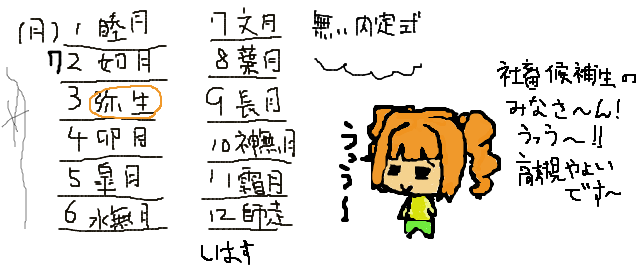 (月) 1 睦月
72 如月
3 弥生
4 卯月
5 皐月
6 水無月
7 文月
8 葉月
9 長月
10 神無月
11 霜月
12 師走
しはす
無い内定式
うっう〜
社畜候補生の
みなさ〜ん!
うっう〜!!
高槻やよい
です〜